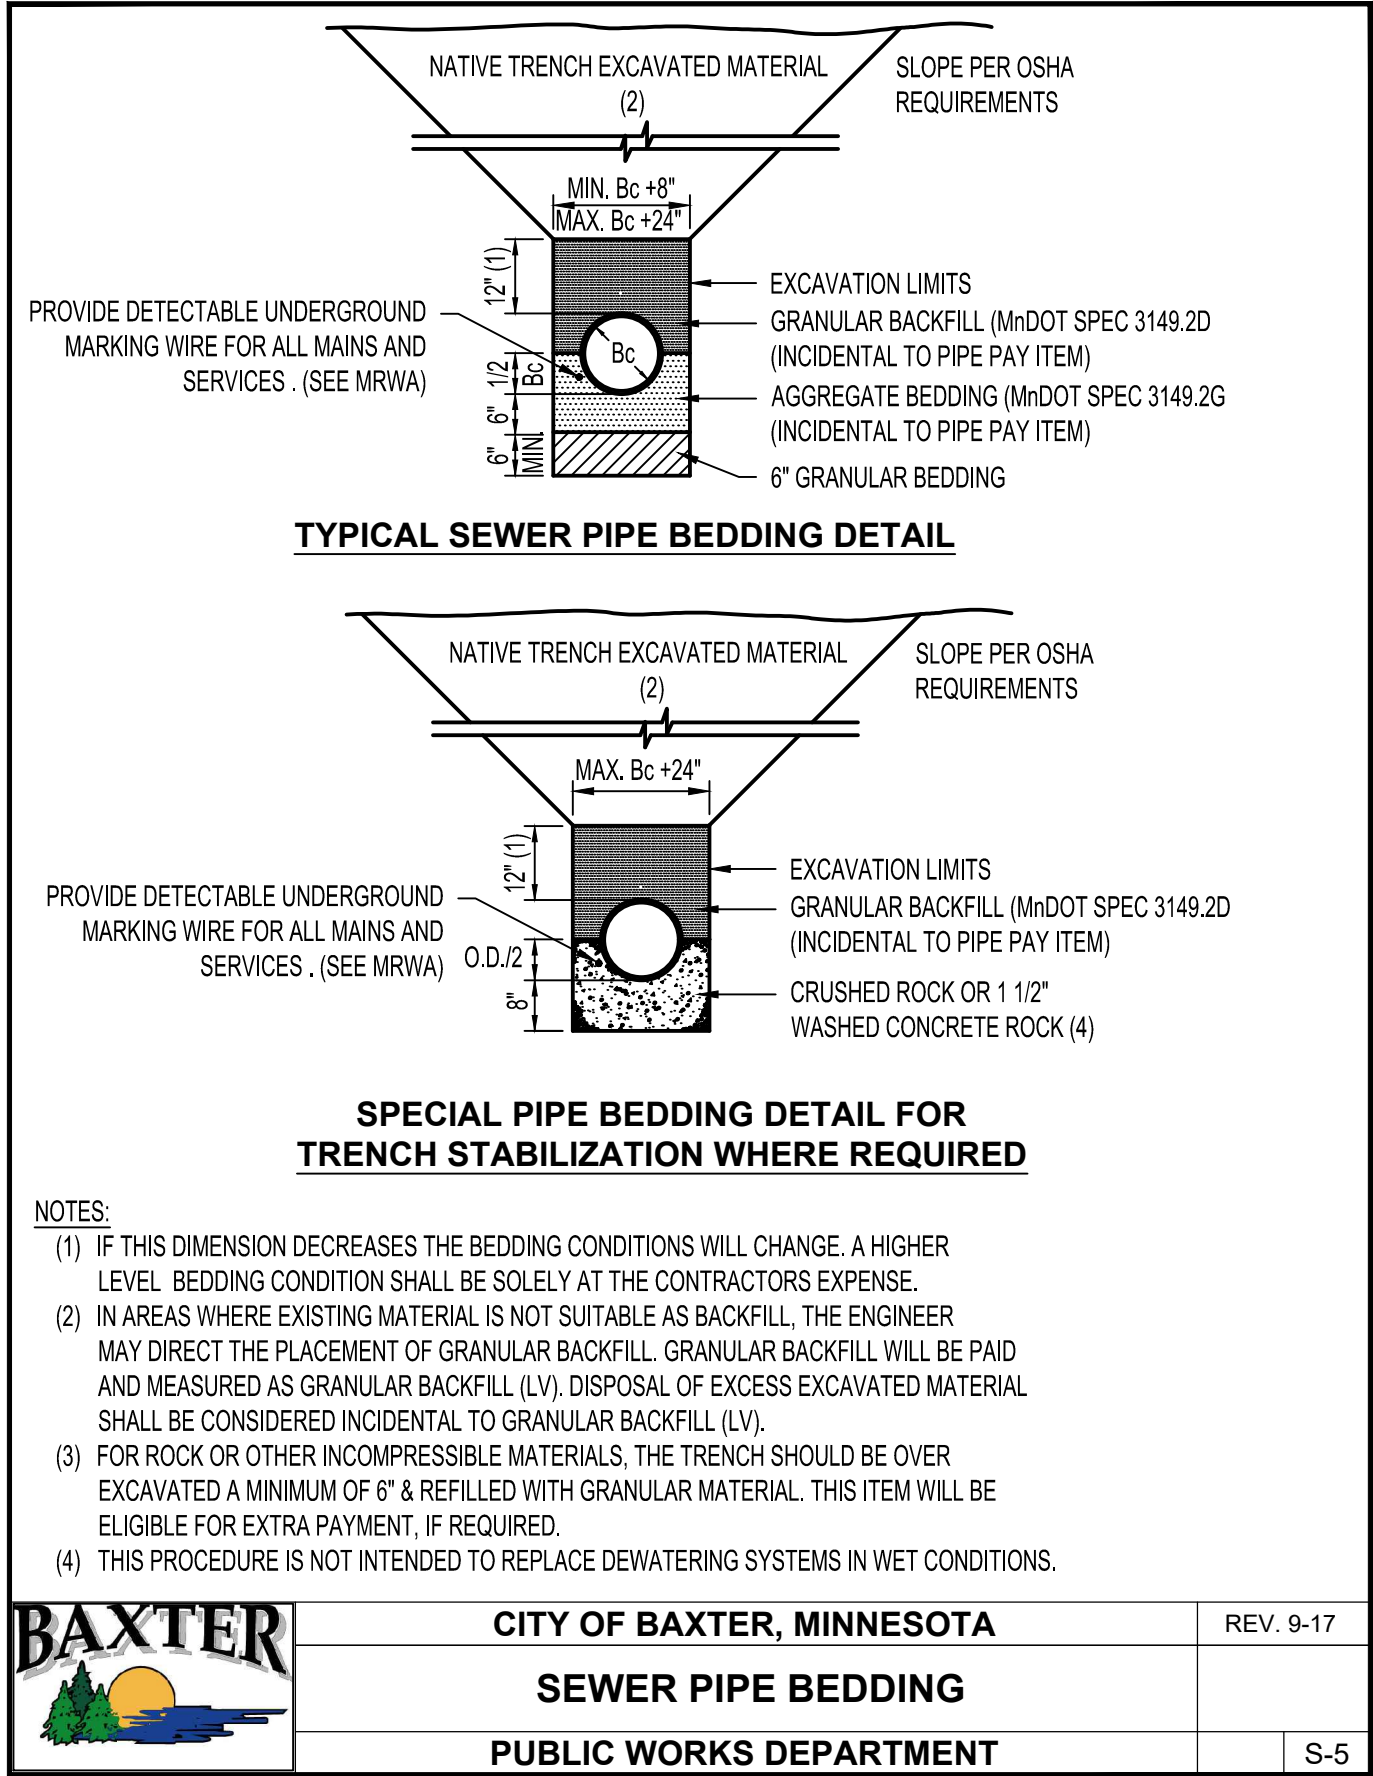 NATIVE TRENCH EXCAVATED MATERIAL
(2)
SLOPE PER OSHA
REQUIREMENTS
MIN. Bc +8"
MAX. Bc +24"
12" (1)
1/2
Bc
6"
6"
MIN.
Bc
PROVIDE DETECTABLE UNDERGROUND
MARKING WIRE FOR ALL MAINS AND
SERVICES . (SEE MRWA)
EXCAVATION LIMITS
GRANULAR BACKFILL (MnDOT SPEC 3149.2D
(INCIDENTAL TO PIPE PAY ITEM)
AGGREGATE BEDDING (MnDOT SPEC 3149.2G
(INCIDENTAL TO PIPE PAY ITEM)
6" GRANULAR BEDDING
TYPICAL SEWER PIPE BEDDING DETAIL
NATIVE TRENCH EXCAVATED MATERIAL
(2)
SLOPE PER OSHA
REQUIREMENTS
MAX. Bc +24"
12" (1)
O.D./2
8"
PROVIDE DETECTABLE UNDERGROUND
MARKING WIRE FOR ALL MAINS AND
SERVICES . (SEE MRWA)
EXCAVATION LIMITS
GRANULAR BACKFILL (MnDOT SPEC 3149.2D
(INCIDENTAL TO PIPE PAY ITEM)
CRUSHED ROCK OR 1 1/2"
WASHED CONCRETE ROCK (4)
SPECIAL PIPE BEDDING DETAIL FOR
TRENCH STABILIZATION WHERE REQUIRED
NOTES:
(1) IF THIS DIMENSION DECREASES THE BEDDING CONDITIONS WILL CHANGE. A HIGHER
LEVEL BEDDING CONDITION SHALL BE SOLELY AT THE CONTRACTORS EXPENSE.
(2) IN AREAS WHERE EXISTING MATERIAL IS NOT SUITABLE AS BACKFILL, THE ENGINEER
MAY DIRECT THE PLACEMENT OF GRANULAR BACKFILL. GRANULAR BACKFILL WILL BE PAID
AND MEASURED AS GRANULAR BACKFILL (LV). DISPOSAL OF EXCESS EXCAVATED MATERIAL
SHALL BE CONSIDERED INCIDENTAL TO GRANULAR BACKFILL (LV).
(3) FOR ROCK OR OTHER INCOMPRESSIBLE MATERIALS, THE TRENCH SHOULD BE OVER
EXCAVATED A MINIMUM OF 6" & REFILLED WITH GRANULAR MATERIAL. THIS ITEM WILL BE
ELIGIBLE FOR EXTRA PAYMENT, IF REQUIRED.
(4) THIS PROCEDURE IS NOT INTENDED TO REPLACE DEWATERING SYSTEMS IN WET CONDITIONS.
BAXTER
CITY OF BAXTER, MINNESOTA
REV. 9-17
SEWER PIPE BEDDING
PUBLIC WORKS DEPARTMENT
S-5